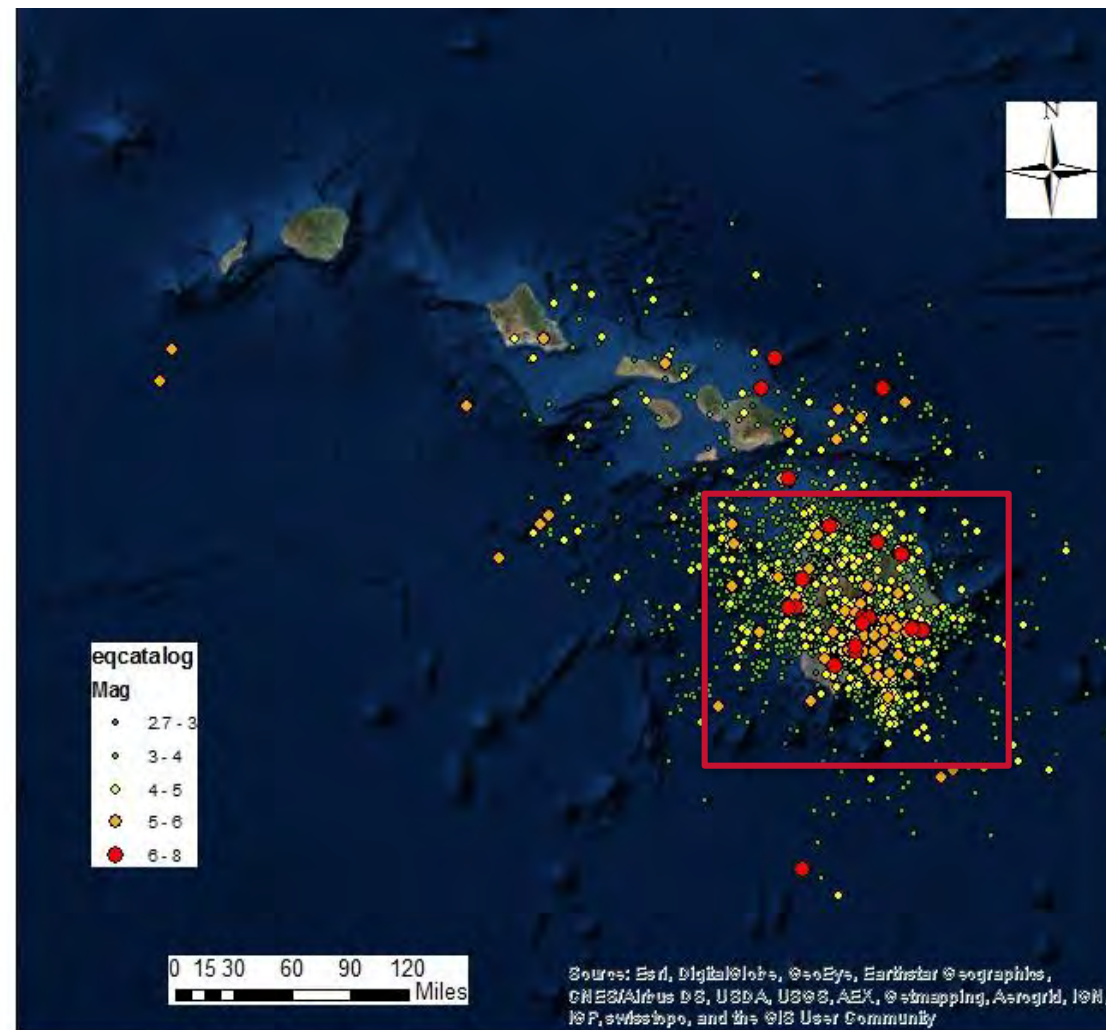 N
eqcatalog
Mag
2.7 - 3
3 - 4
4 - 5
5 - 6
6 - 8
0 15 30 60 90 120
Miles
Source: Esri, DigitalGlobe, GeoEye, Earthstar Geographics,
CNES/Airbus DS, USDA, USGS, AEX, Getmapping, Aerogrid, IGN
IGP, swisstopo, and the GIS User Community